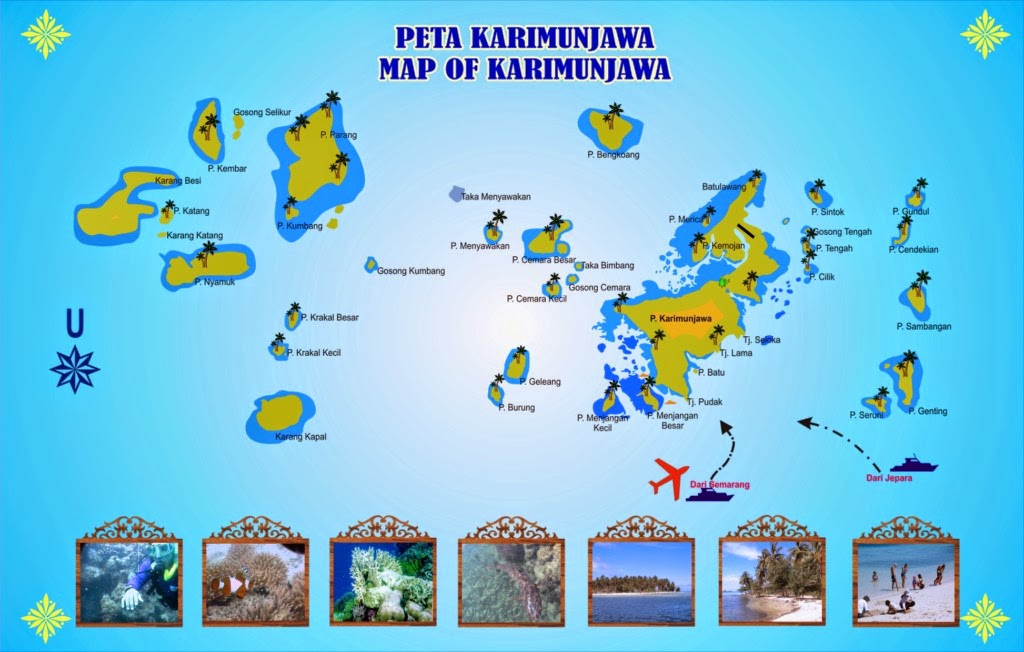 PETA KARIMUNJAWA
MAP OF KARIMUNJAWA
Gosong Selikur
P. Parang
P. Kembar
P. Bengkoang
Karang Besi
Batulawang
Taka Menyawakan
P. Katang
P. Merica
P. Sintok
P. Gundul
P. Kumbang
Karang Katang
P. Menyawakan
P. Kemojan
Gosong Tengah
P. Tengah
P. Cendekian
P. Cemara Besar
Taka Bimbang
Gosong Kumbang
P. Nyamuk
P. Cilik
Gosong Cemara
P. Cemara Kecil
P. Krakal Besar
P. Karimunjawa
P. Sambangan
U
Tj. Sekika
P. Krakal Kecil
Tj. Lama
P. Batu
P. Geleang
P. Burung
Tj. Pudak
P. Seruni
P. Genting
P. Menjangan
Kecil
P. Menjangan
Besar
Karang Kapal
Dari Semarang
Dari Jepara